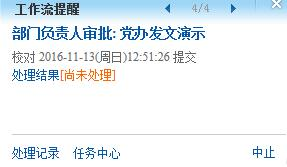 工作流提醒 4/4
部门负责人审批: 党办发文演示
校对 2016-11-13(周日)12:51:26 提交
处理结果[尚未处理]
处理记录 任务中心 中止